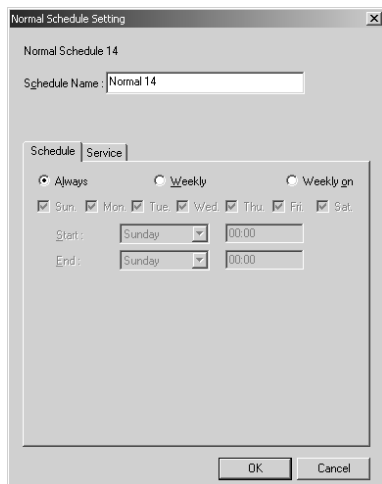 Normal Schedule Setting
Normal Schedule 14
Schedule Name : Normal 14
Schedule Service
Always Weekly Weekly on
Sun. Mon. Tue. Wed. Thu. Fri. Sat.
Start : Sunday 00:00
End : Sunday 00:00
OK Cancel